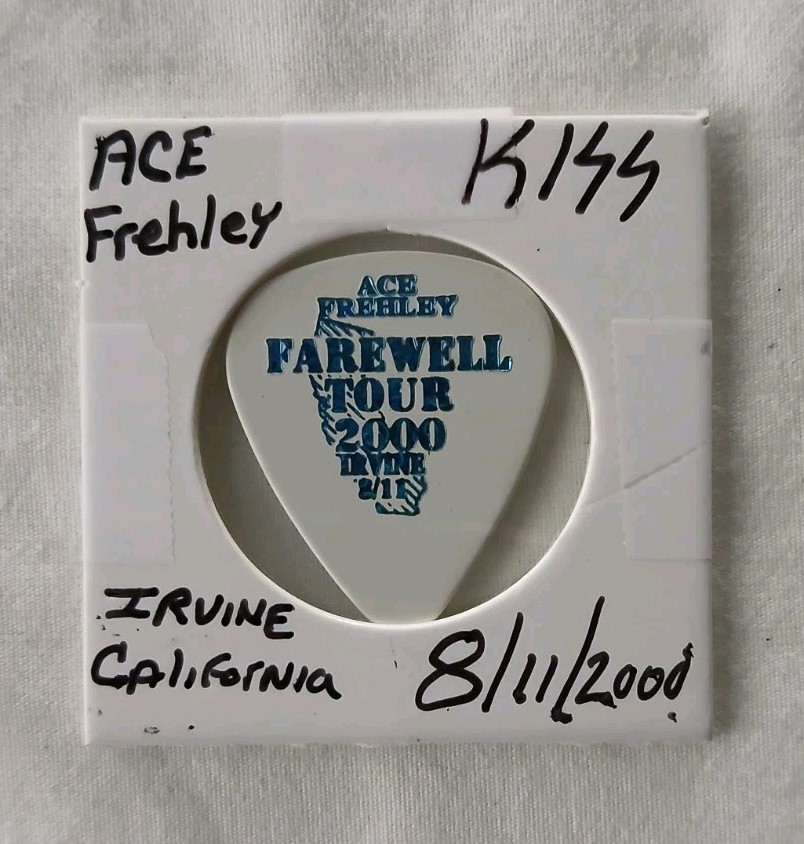 ACE
Frehley
KISS
ACE
FREHLEY
FAREWELL
TOUR
2000
IRVINE
8/11
IRVINE
CALIFORNIA
8/11/2000